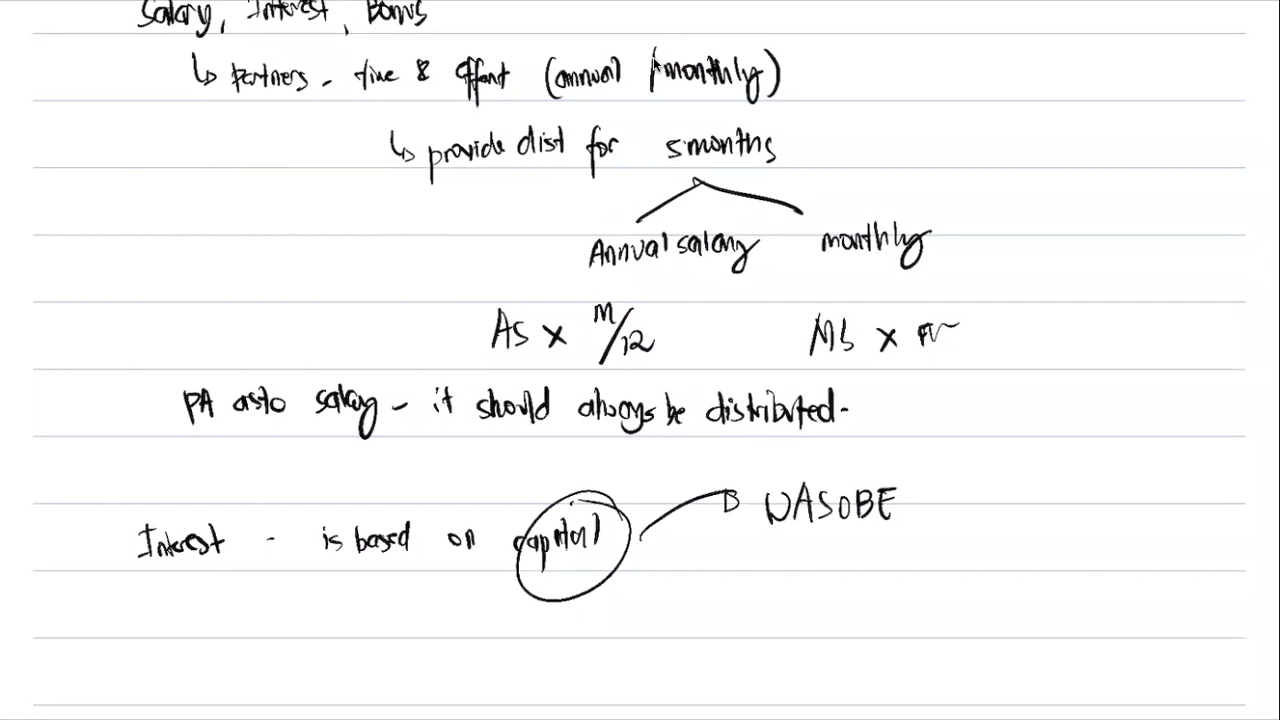 Salary, Interest, Bonus
↳ partners - time & effort (annual / monthly)
↳ provide dist for 5 months
Annual salary monthly
AS x M/12 MS x
PA as to salary - it should always be distributed.
Interest - is based on capital → WASOBE